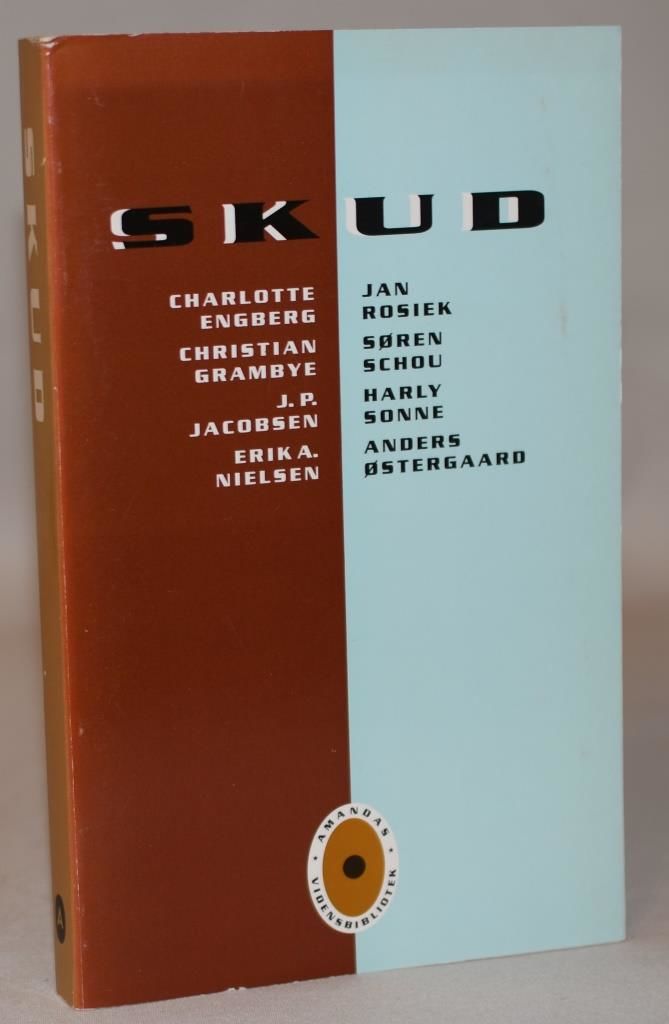 SKUD
SKUD
CHARLOTTE
ENGBERG
CHRISTIAN
GRAMBYE
J.P.
JACOBSEN
ERIK A.
NIELSEN
JAN
ROSIEK
SØREN
SCHOU
HARLY
SONNE
ANDERS
ØSTERGAARD
AMANDAS
VIDENSBIBLIOTEK
A